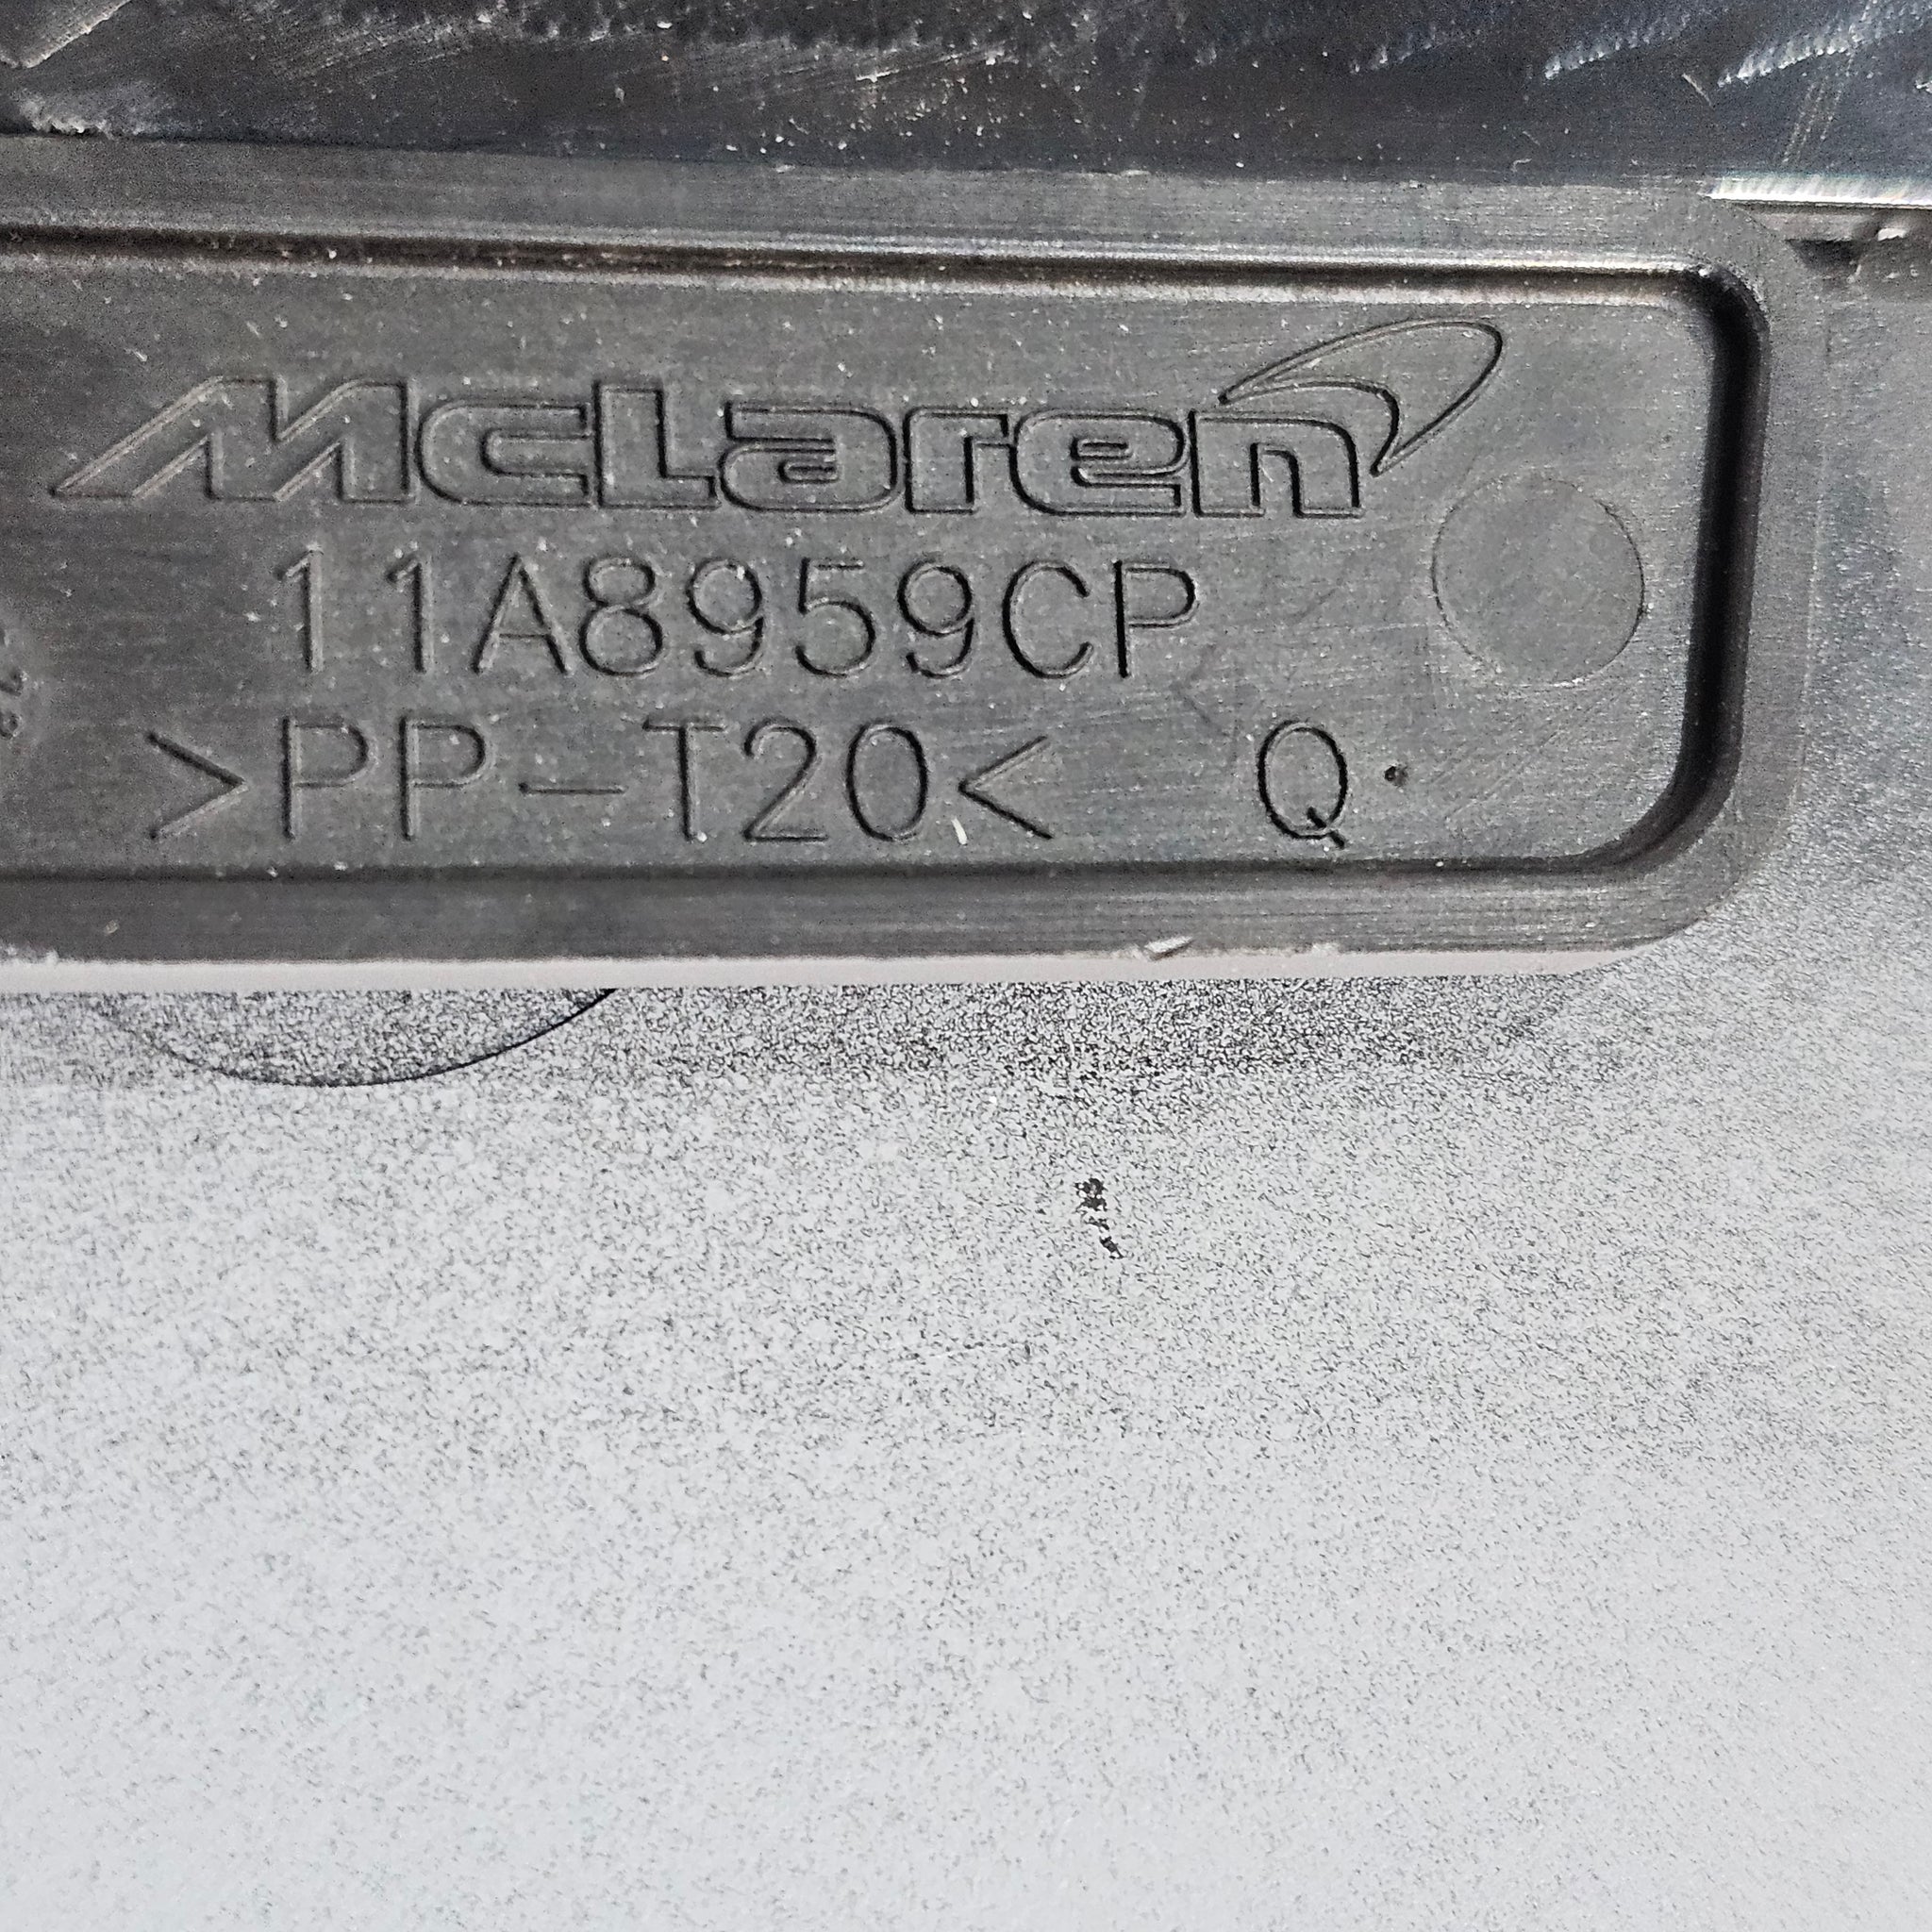 McLaren
11A8959CP
>PP-T20< Q.